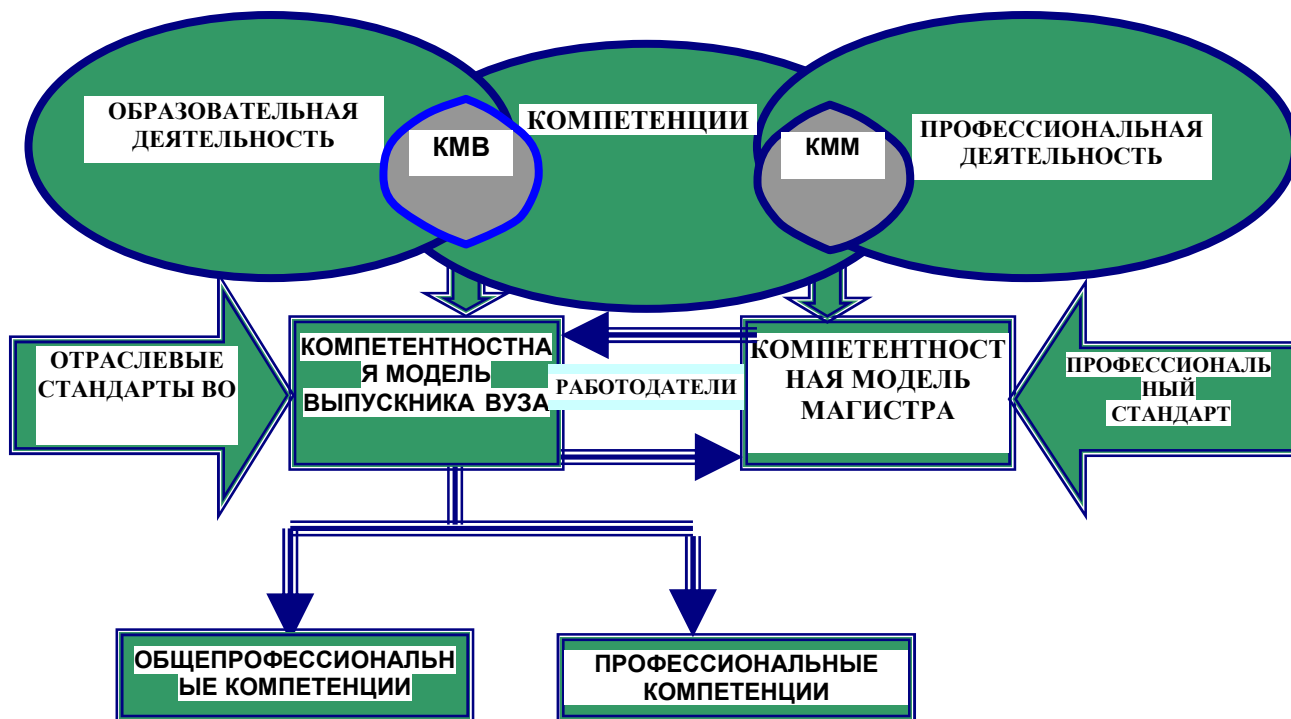 ОБРАЗОВАТЕЛЬНАЯ
ДЕЯТЕЛЬНОСТЬ
КМВ
КОМПЕТЕНЦИИ
КММ
ПРОФЕССИОНАЛЬНАЯ
ДЕЯТЕЛЬНОСТЬ
ОТРАСЛЕВЫЕ
СТАНДАРТЫ ВО
КОМПЕТЕНТНОСТНА
Я МОДЕЛЬ
ВЫПУСКНИКА ВУЗА
РАБОТОДАТЕЛИ
КОМПЕТЕНТНОСТ
НАЯ МОДЕЛЬ
МАГИСТРА
ПРОФЕССИОНАЛЬ
НЫЙ
СТАНДАРТ
ОБЩЕПРОФЕССИОНАЛЬН
ЫЕ КОМПЕТЕНЦИИ
ПРОФЕССИОНАЛЬНЫЕ
КОМПЕТЕНЦИИ